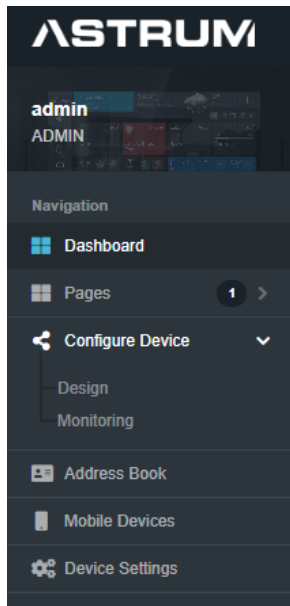 ASTRUM
admin
ADMIN
Navigation
Dashboard
Pages 1
Configure Device
Design
Monitoring
Address Book
Mobile Devices
Device Settings